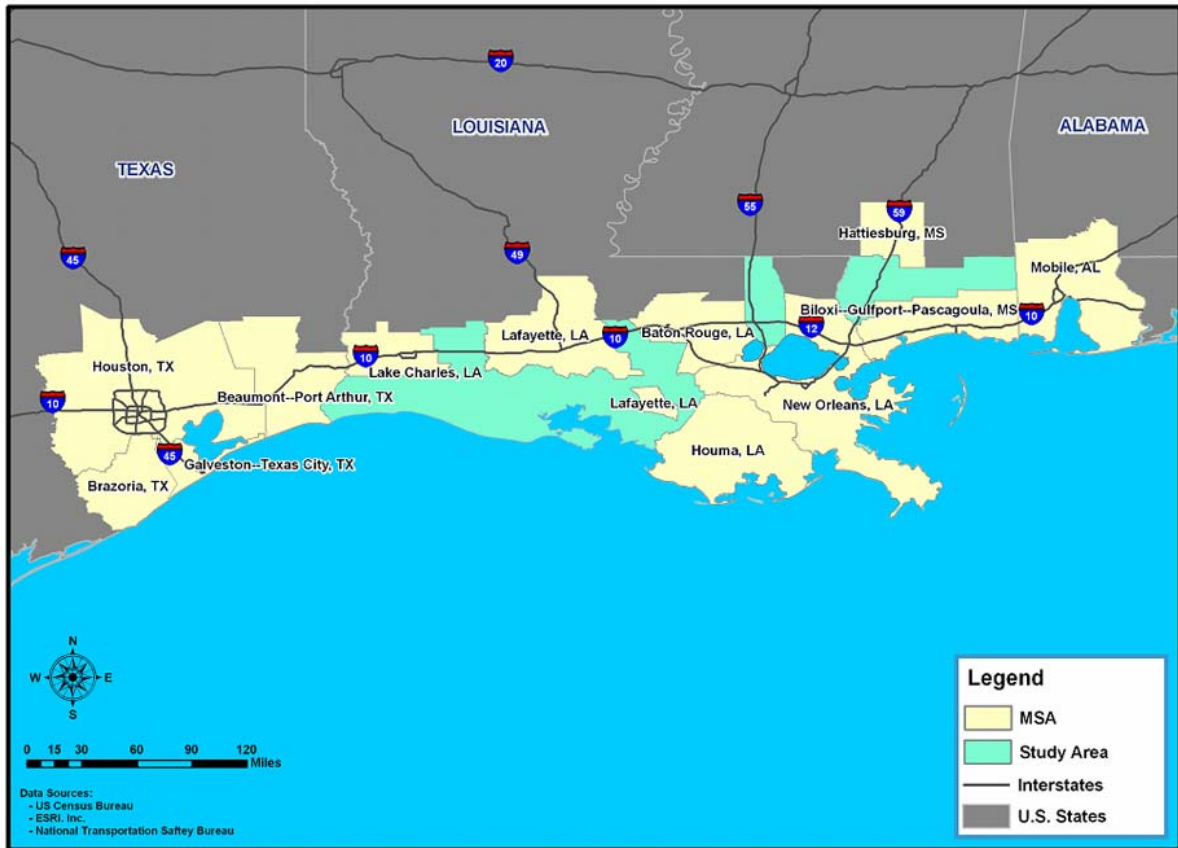 20
LOUISIANA
ALABAMA
TEXAS
55
59
Hattiesburg, MS
45
49
Mobile, AL
Biloxi--Gulfport--Pascagoula, MS
10
12
Lafayette, LA
10
Baton Rouge, LA
10
Houston, TX
Lake Charles, LA
Beaumont--Port Arthur, TX
10
Lafayette, LA
New Orleans, LA
45
Galveston--Texas City, TX
Houma, LA
Brazoria, TX
N
W
E
S
0 15 30 60 90 120
Miles
Data Sources:
- US Census Bureau
- ESRI. Inc.
- National Transportation Saftey Bureau
Legend
MSA
Study Area
Interstates
U.S. States